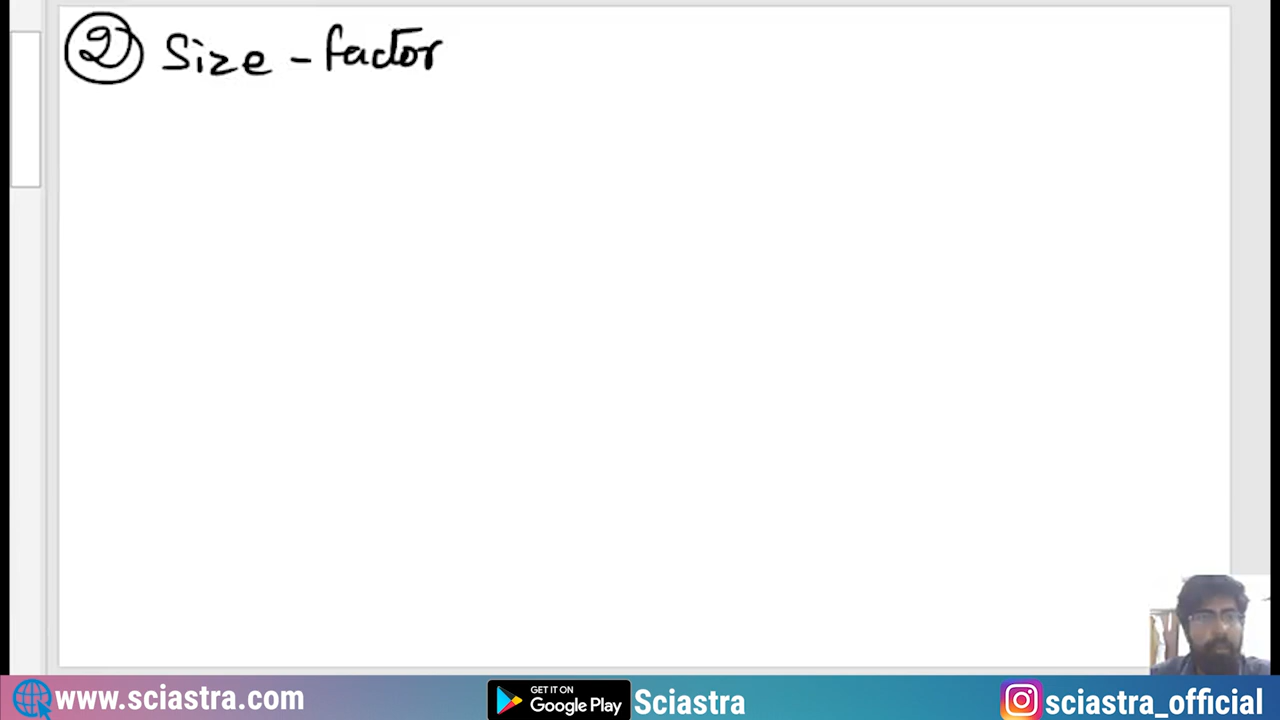 2 Size - factor
www.sciastra.com
GET IT ON
Google Play
Sciastra
sciastra_official